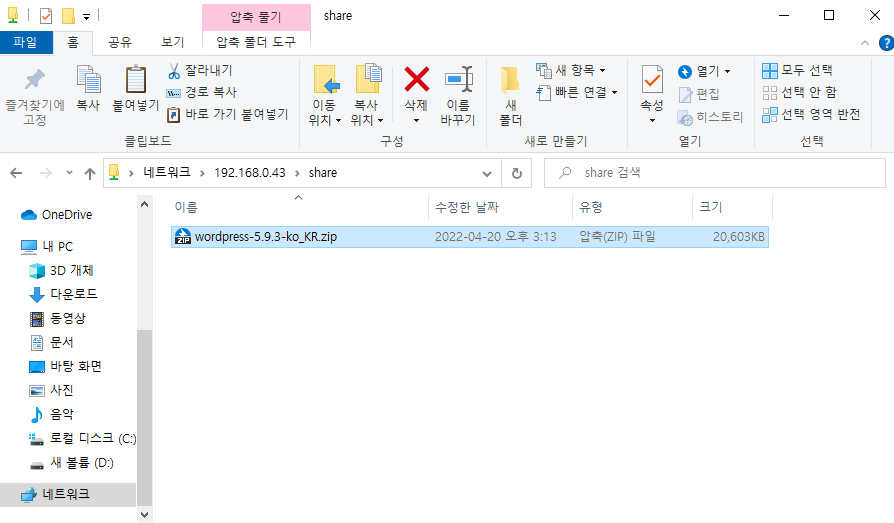 압축 풀기
share
파일
홈
공유
보기
압축 폴더 도구
즐겨찾기에
고정
복사
붙여넣기
잘라내기
경로 복사
바로 가기 붙여넣기
클립보드
이동
위치
복사
위치
삭제
이름
바꾸기
구성
새
폴더
새 항목
빠른 연결
새로 만들기
속성
열기
편집
히스토리
열기
모두 선택
선택 안 함
선택 영역 반전
선택
네트워크 > 192.168.0.43 > share
share 검색
이름 수정한 날짜 유형 크기
ZIP wordpress-5.9.3-ko_KR.zip 2022-04-20 오후 3:13 압축(ZIP) 파일 20,603KB
OneDrive
내 PC
3D 개체
다운로드
동영상
문서
바탕 화면
사진
음악
로컬 디스크 (C:)
새 볼륨 (D:)
네트워크